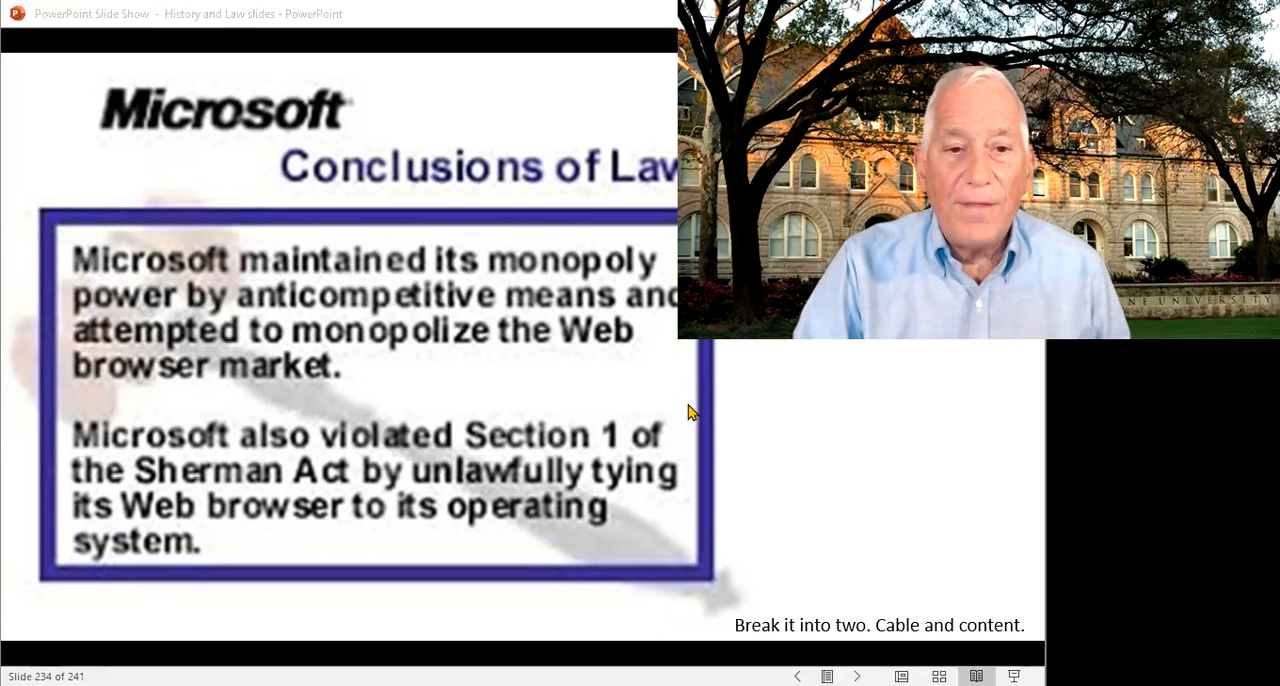 PowerPoint Slide Show - History and Law slides - PowerPoint
Microsoft
Conclusions of Law
Microsoft maintained its monopoly
power by anticompetitive means and
attempted to monopolize the Web
browser market.
Microsoft also violated Section 1 of
the Sherman Act by unlawfully tying
its Web browser to its operating
system.
NE UNIVERSITY
Break it into two. Cable and content.
Slide 234 of 241